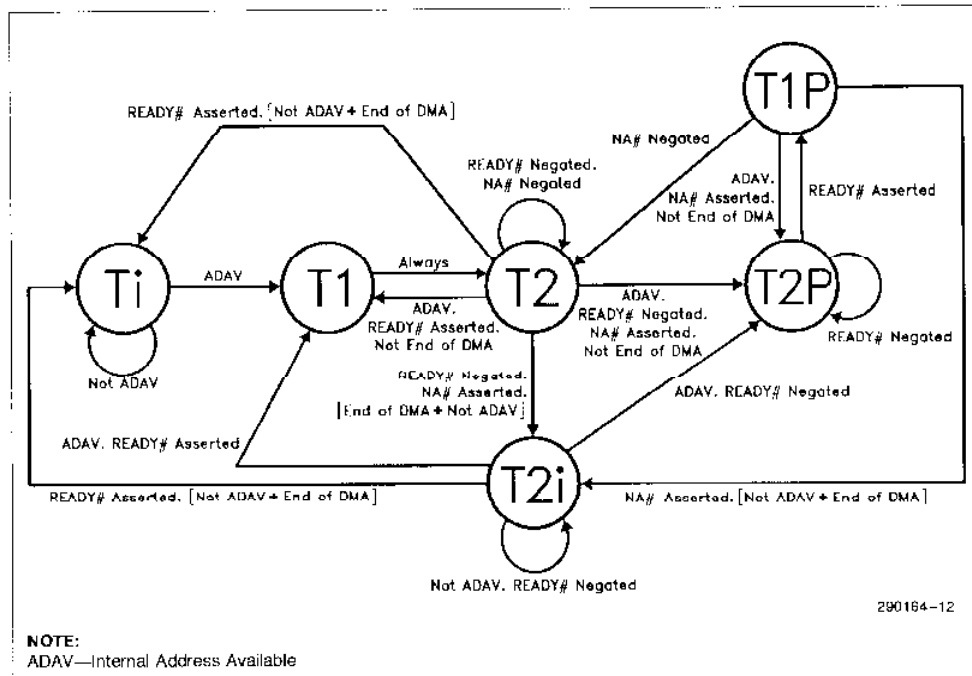 T1P
READY# Asserted. [Not ADAV + End of DMA]
NA# Negated
READY# Negated.
NA# Negated
ADAV.
NA# Asserted.
Not End of DMA
READY# Asserted
Ti
ADAV
T1
Always
T2
T2P
ADAV.
READY# Asserted.
Not End of DMA
ADAV.
READY# Negated.
NA# Asserted.
Not End of DMA
READY# Negated
Not ADAV
READY# Negated.
NA# Asserted.
[End of DMA + Not ADAV]
ADAV. READY# Negated
ADAV. READY# Asserted
T2i
READY# Asserted. [Not ADAV + End of DMA]
NA# Asserted. [Not ADAV + End of DMA]
Not ADAV. READY# Negated
290164-12
NOTE:
ADAV—Internal Address Available